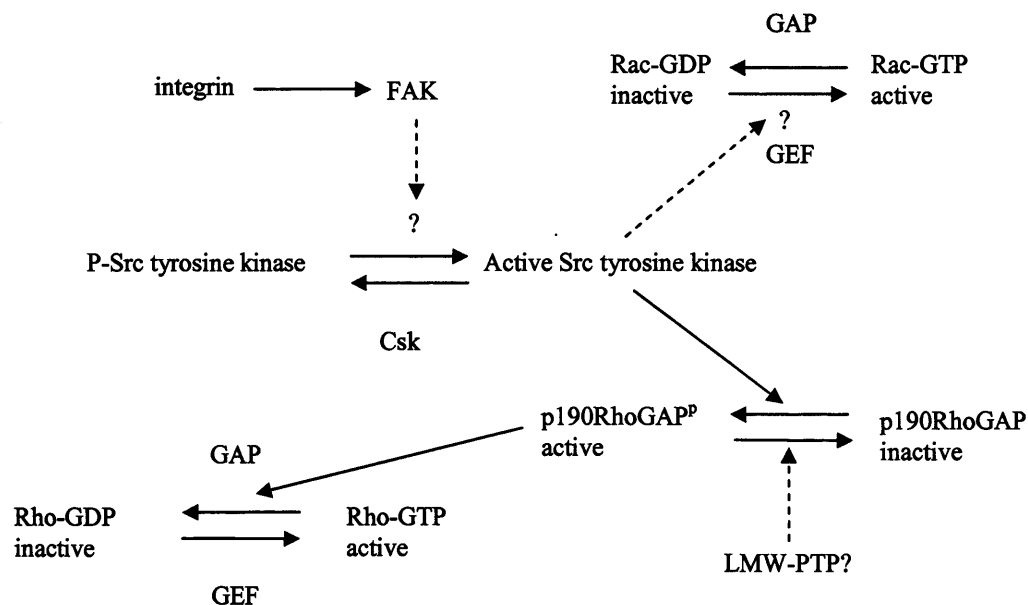 GAP
Rac-GDP
inactive
Rac-GTP
active
integrin
FAK
?
GEF
?
P-Src tyrosine kinase
Active Src tyrosine kinase
Csk
p190RhoGAPᵖ
active
p190RhoGAP
inactive
GAP
Rho-GDP
inactive
Rho-GTP
active
LMW-PTP?
GEF